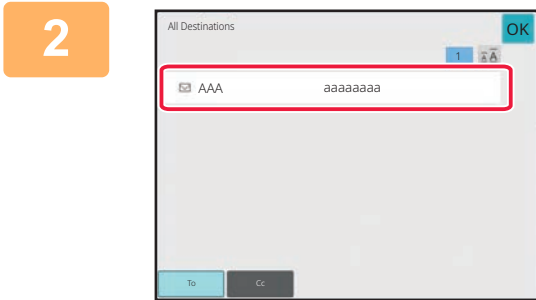 2
All Destinations
OK
1 A A
AAA aaaaaaaa
To Cc